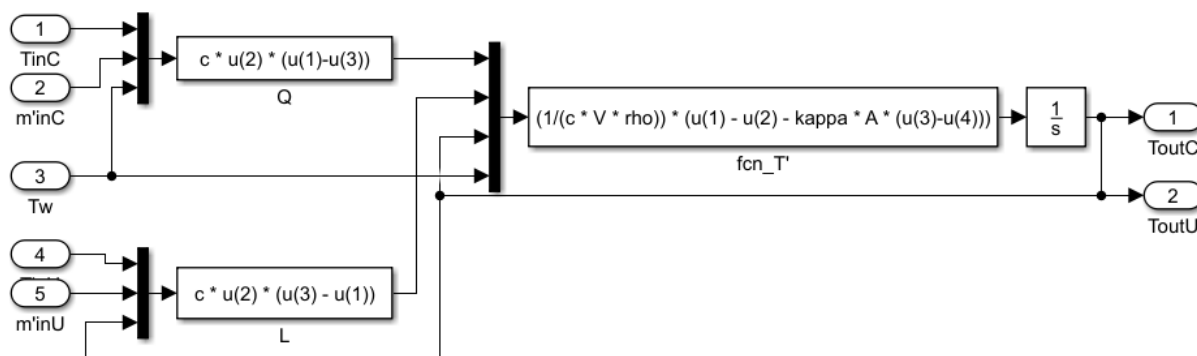 1
TinC
2
m'inC
c * u(2) * (u(1)-u(3))
Q
(1/(c * V * rho)) * (u(1) - u(2) - kappa * A * (u(3)-u(4)))
fcn_T'
1
s
1
ToutC
2
ToutU
3
Tw
4
5
m'inU
c * u(2) * (u(3) - u(1))
L